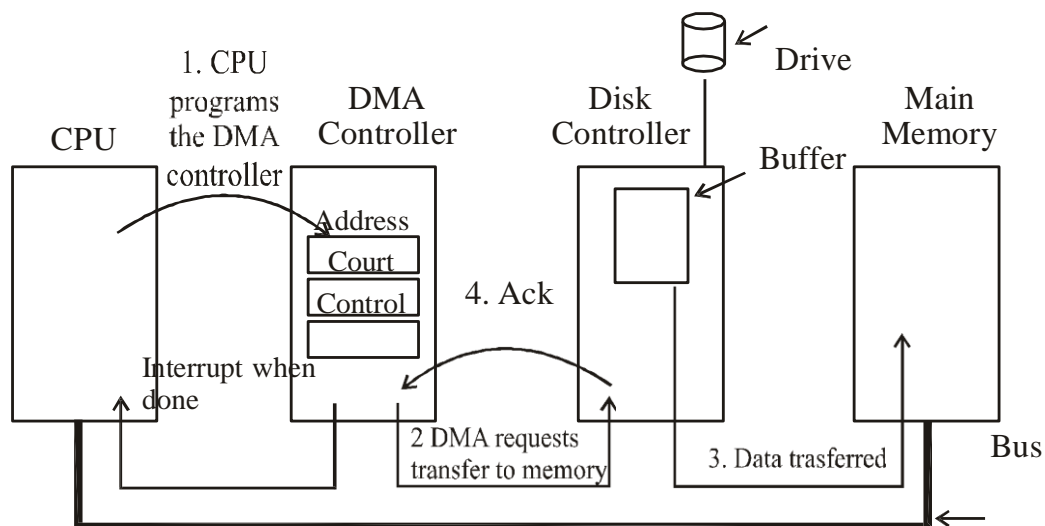 1. CPU
programs
the DMA
controller
CPU
DMA
Controller
Disk
Controller
Drive
Main
Memory
Buffer
Address
Court
Control
4. Ack
Interrupt when
done
2 DMA requests
transfer to memory
3. Data trasferred
Bus